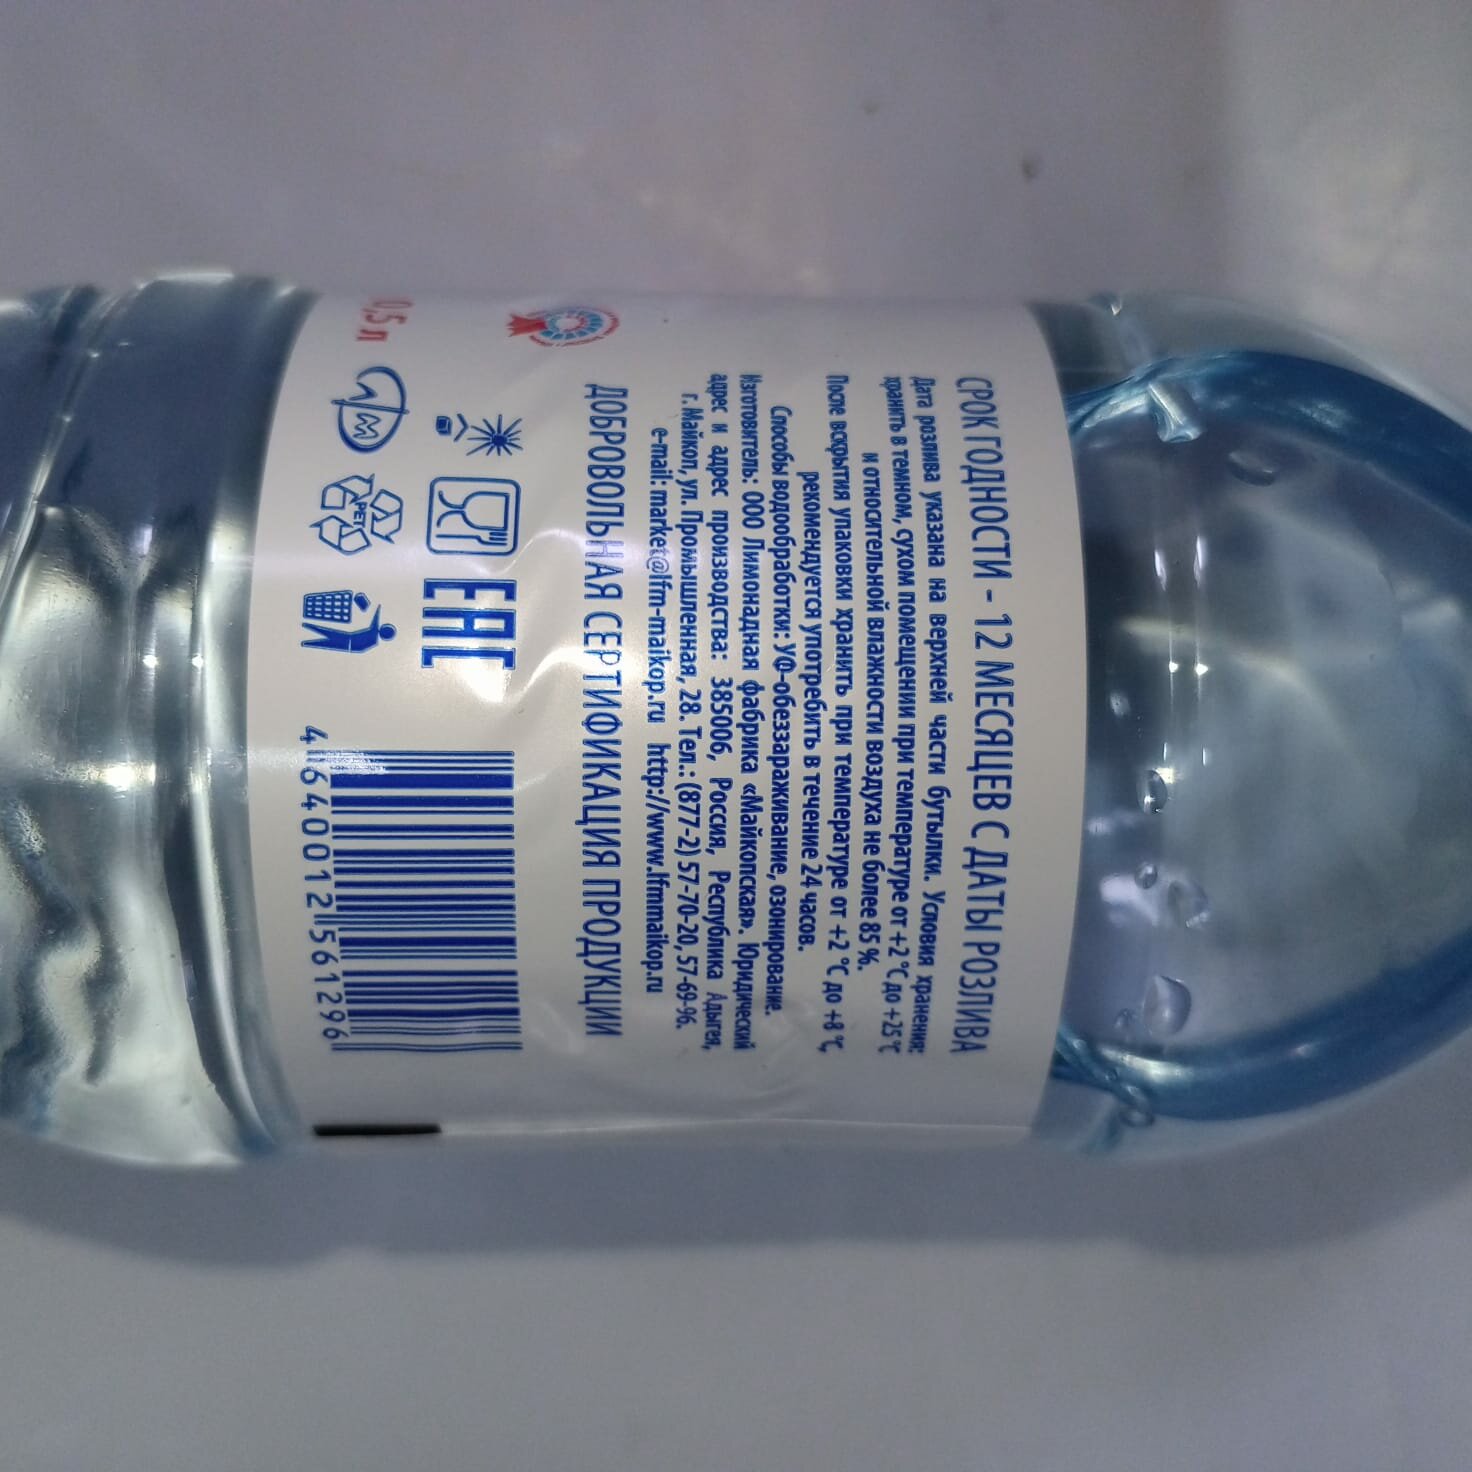 СРОК ГОДНОСТИ - 12 МЕСЯЦЕВ С ДАТЫ РОЗЛИВА
Дата розлива указана на верхней части бутылки. Условия хранения:
хранить в темном, сухом помещении при температуре от +2 °С до +25 °С
и относительной влажности воздуха не более 85 %.
После вскрытия упаковки хранить при температуре от +2 °С до +8 °С,
рекомендуется употребить в течение 24 часов.
Способы водообработки: УФ-обеззараживание, озонирование.
Изготовитель: ООО Лимонадная фабрика «Майкопская». Юридический
адрес и адрес производства: 385006, Россия, Республика Адыгея,
г. Майкоп, ул. Промышленная, 28. Тел.: (877-2) 57-70-20, 57-69-96.
e-mail: market@lfm-maikop.ru http://www.lfmmaikop.ru
ДОБРОВОЛЬНАЯ СЕРТИФИКАЦИЯ ПРОДУКЦИИ
EAC
PET
0,5 л
4 640012 561296